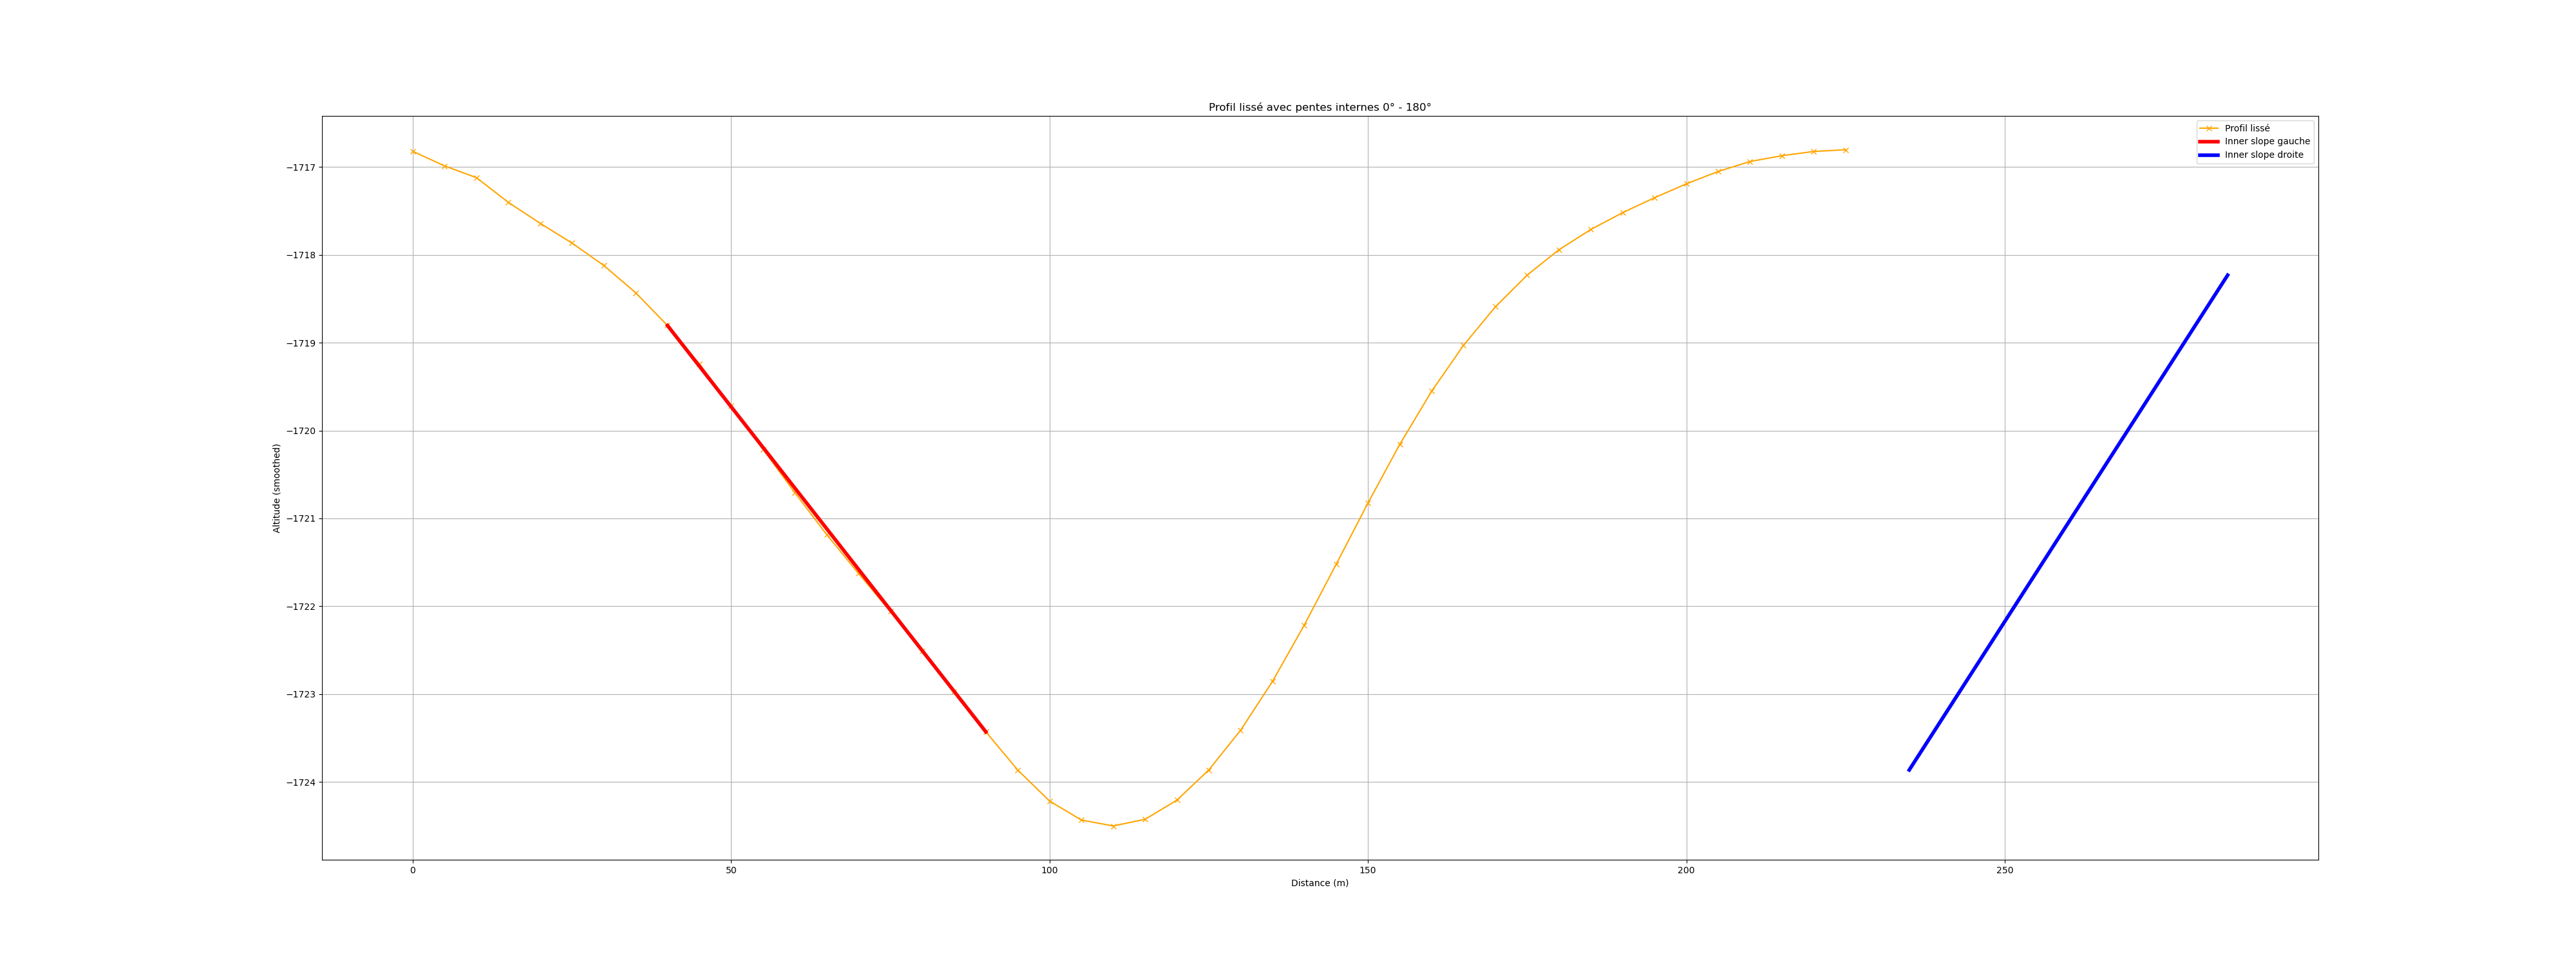 Profil lissé avec pentes internes 0° - 180°
Profil lissé
Inner slope gauche
Inner slope droite
−1717
−1718
−1719
−1720
−1721
−1722
−1723
−1724
Altitude (smoothed)
0
50
100
150
200
250
Distance (m)